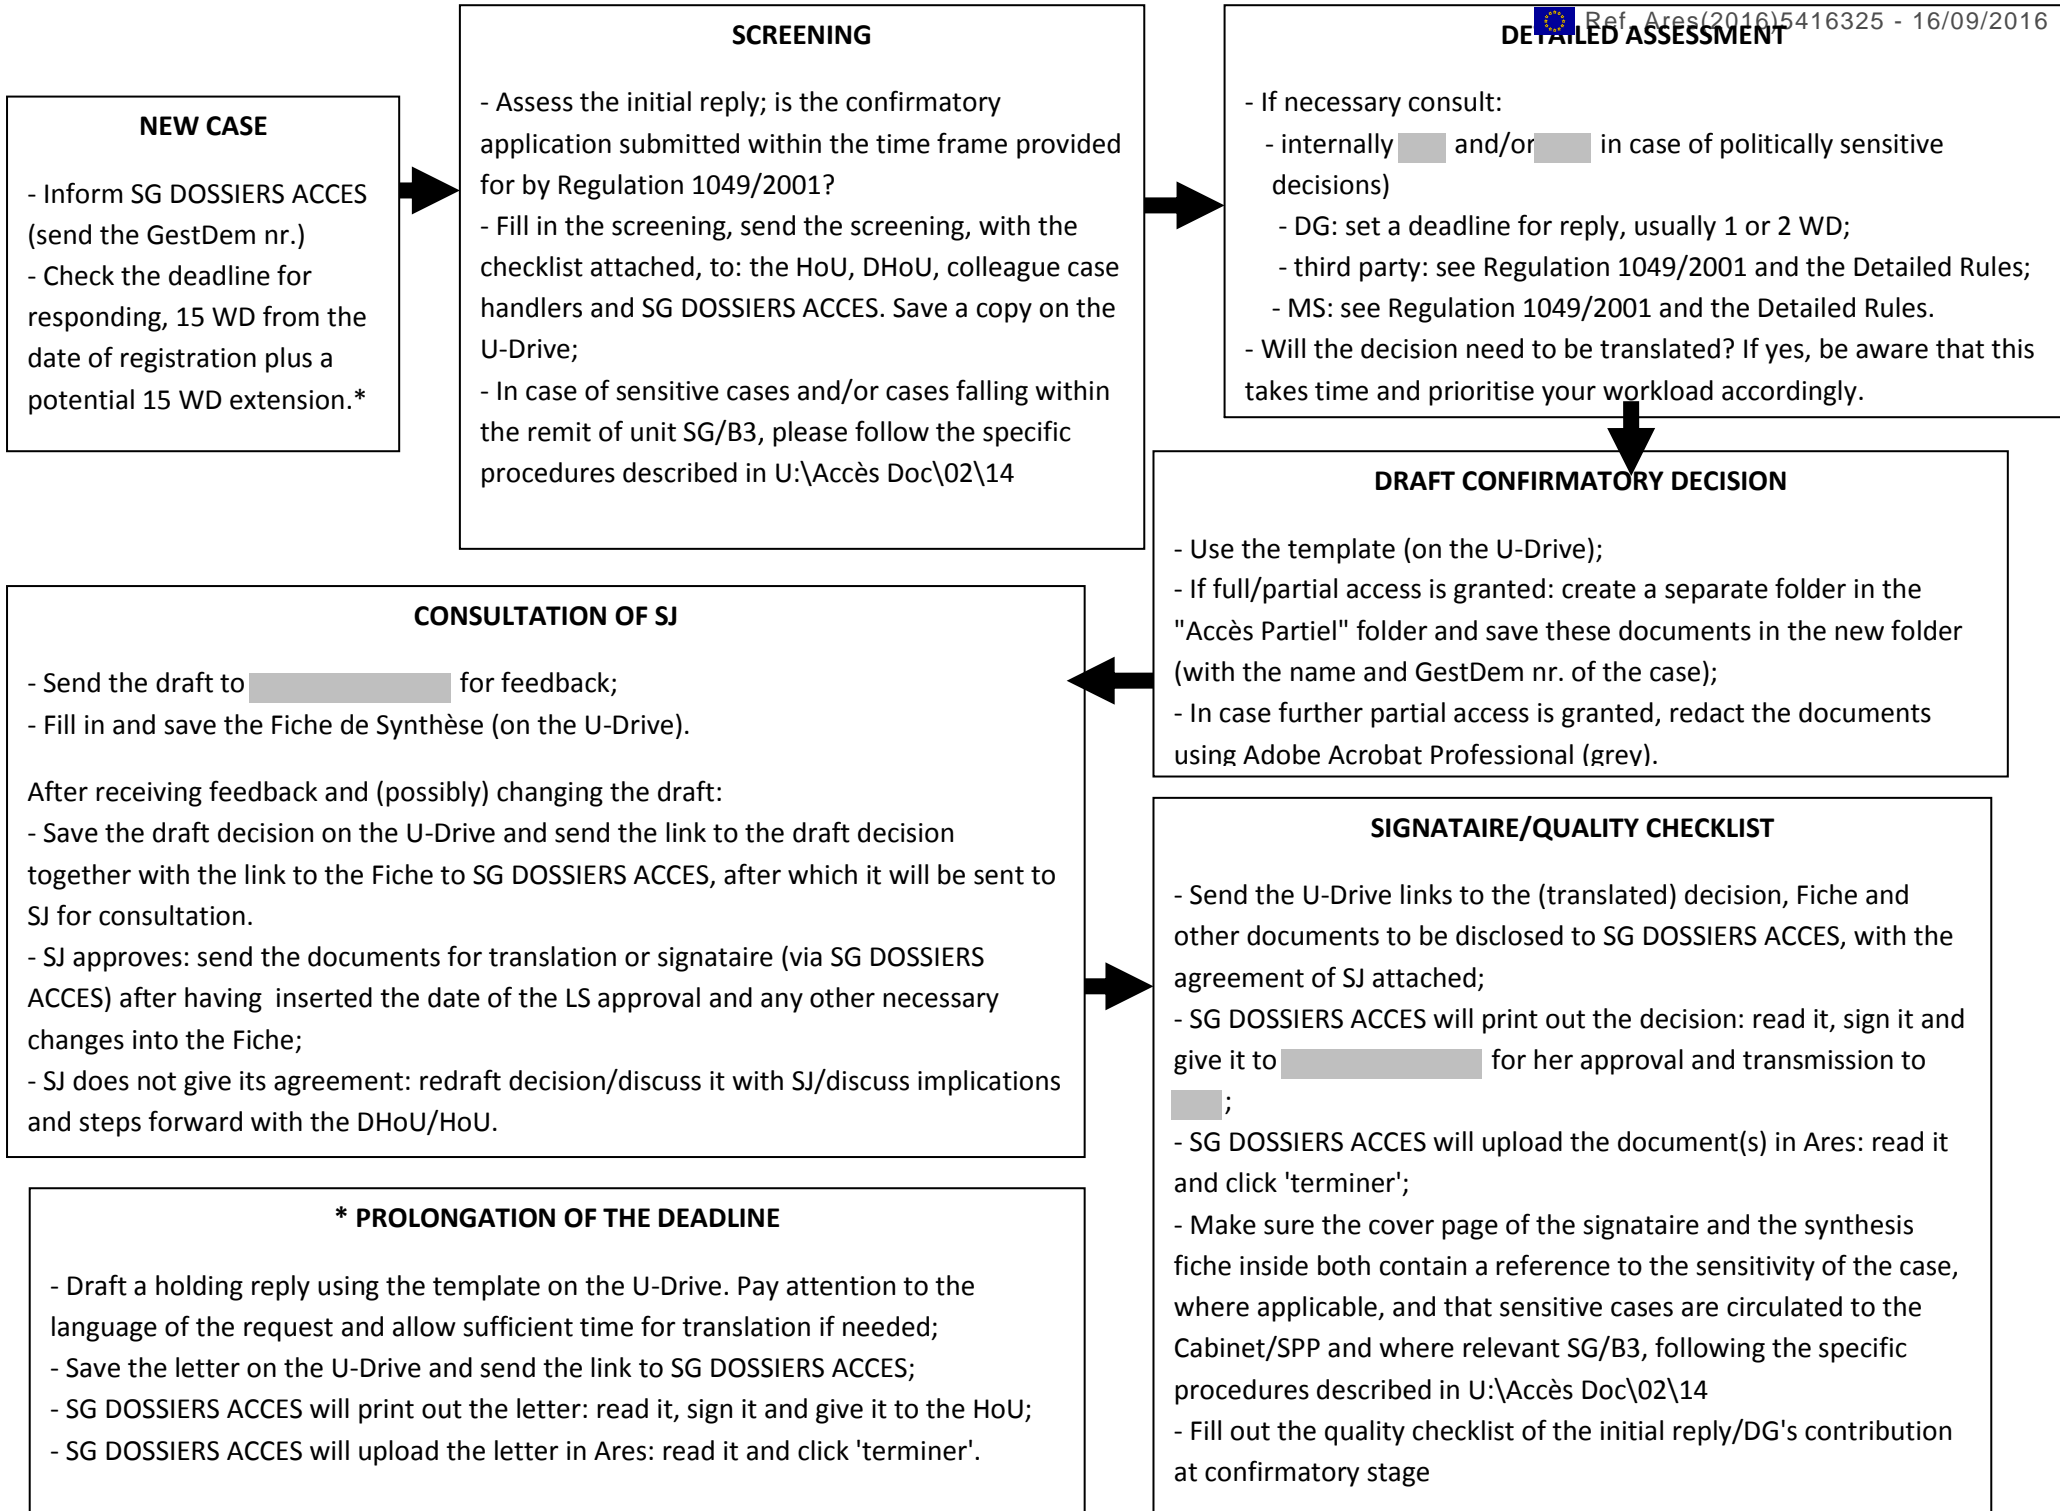 Ref. Ares(2016)5416325 - 16/09/2016
NEW CASE
- Inform SG DOSSIERS ACCES
(send the GestDem nr.)
- Check the deadline for
responding, 15 WD from the
date of registration plus a
potential 15 WD extension.*
SCREENING
- Assess the initial reply; is the confirmatory
application submitted within the time frame provided
for by Regulation 1049/2001?
- Fill in the screening, send the screening, with the
checklist attached, to: the HoU, DHoU, colleague case
handlers and SG DOSSIERS ACCES. Save a copy on the
U-Drive;
- In case of sensitive cases and/or cases falling within
the remit of unit SG/B3, please follow the specific
procedures described in U:\Accès Doc\02\14
DETAILED ASSESSMENT
- If necessary consult:
- internally and/or in case of politically sensitive
decisions)
- DG: set a deadline for reply, usually 1 or 2 WD;
- third party: see Regulation 1049/2001 and the Detailed Rules;
- MS: see Regulation 1049/2001 and the Detailed Rules.
- Will the decision need to be translated? If yes, be aware that this
takes time and prioritise your workload accordingly.
DRAFT CONFIRMATORY DECISION
- Use the template (on the U-Drive);
- If full/partial access is granted: create a separate folder in the
"Accès Partiel" folder and save these documents in the new folder
(with the name and GestDem nr. of the case);
- In case further partial access is granted, redact the documents
using Adobe Acrobat Professional (grey).
CONSULTATION OF SJ
- Send the draft to for feedback;
- Fill in and save the Fiche de Synthèse (on the U-Drive).
After receiving feedback and (possibly) changing the draft:
- Save the draft decision on the U-Drive and send the link to the draft decision
together with the link to the Fiche to SG DOSSIERS ACCES, after which it will be sent to
SJ for consultation.
- SJ approves: send the documents for translation or signataire (via SG DOSSIERS
ACCES) after having inserted the date of the LS approval and any other necessary
changes into the Fiche;
- SJ does not give its agreement: redraft decision/discuss it with SJ/discuss implications
and steps forward with the DHoU/HoU.
SIGNATAIRE/QUALITY CHECKLIST
- Send the U-Drive links to the (translated) decision, Fiche and
other documents to be disclosed to SG DOSSIERS ACCES, with the
agreement of SJ attached;
- SG DOSSIERS ACCES will print out the decision: read it, sign it and
give it to for her approval and transmission to
;
- SG DOSSIERS ACCES will upload the document(s) in Ares: read it
and click 'terminer';
- Make sure the cover page of the signataire and the synthesis
fiche inside both contain a reference to the sensitivity of the case,
where applicable, and that sensitive cases are circulated to the
Cabinet/SPP and where relevant SG/B3, following the specific
procedures described in U:\Accès Doc\02\14
- Fill out the quality checklist of the initial reply/DG's contribution
at confirmatory stage
* PROLONGATION OF THE DEADLINE
- Draft a holding reply using the template on the U-Drive. Pay attention to the
language of the request and allow sufficient time for translation if needed;
- Save the letter on the U-Drive and send the link to SG DOSSIERS ACCES;
- SG DOSSIERS ACCES will print out the letter: read it, sign it and give it to the HoU;
- SG DOSSIERS ACCES will upload the letter in Ares: read it and click 'terminer'.